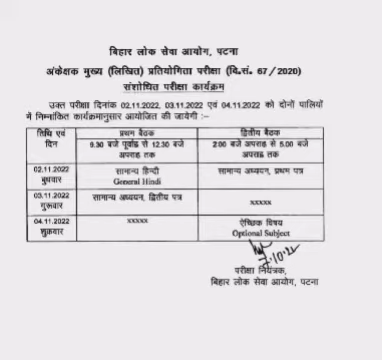 बिहार लोक सेवा आयोग, पटना
अंकेक्षक मुख्य (लिखित) प्रतियोगिता परीक्षा (वि.सं. 67/2020)
संशोधित परीक्षा कार्यक्रम
उक्त परीक्षा दिनांक 02.11.2022, 03.11.2022 एवं 04.11.2022 को दोनों पालियों
में निम्नांकित कार्यक्रमानुसार आयोजित की जायेगी :-
तिथि एवं दिन प्रथम बैठक द्वितीय बैठक
9.30 बजे पूर्वाह्न से 12.30 बजे अपराह्न तक 2.00 बजे अपराह्न से 5.00 बजे अपराह्न तक
02.11.2022 सामान्य हिन्दी सामान्य अध्ययन, प्रथम पत्र
बुधवार General Hindi
03.11.2022 सामान्य अध्ययन, द्वितीय पत्र xxxxx
गुरूवार
04.11.2022 xxxxx ऐच्छिक विषय
शुक्रवार Optional Subject
परीक्षा नियंत्रक,
बिहार लोक सेवा आयोग, पटना